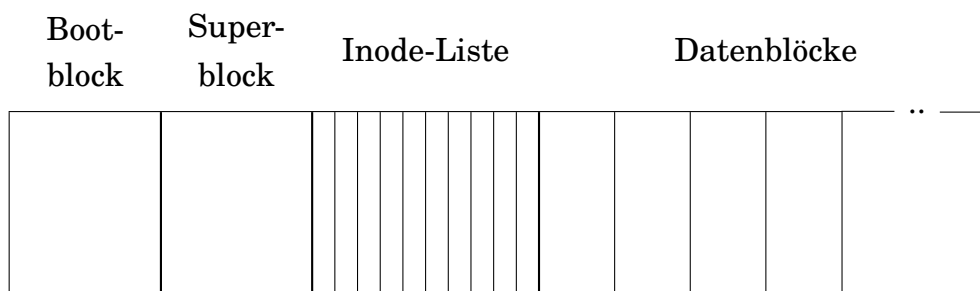 Boot-
block
Super-
block
Inode-Liste
Datenblöcke
..